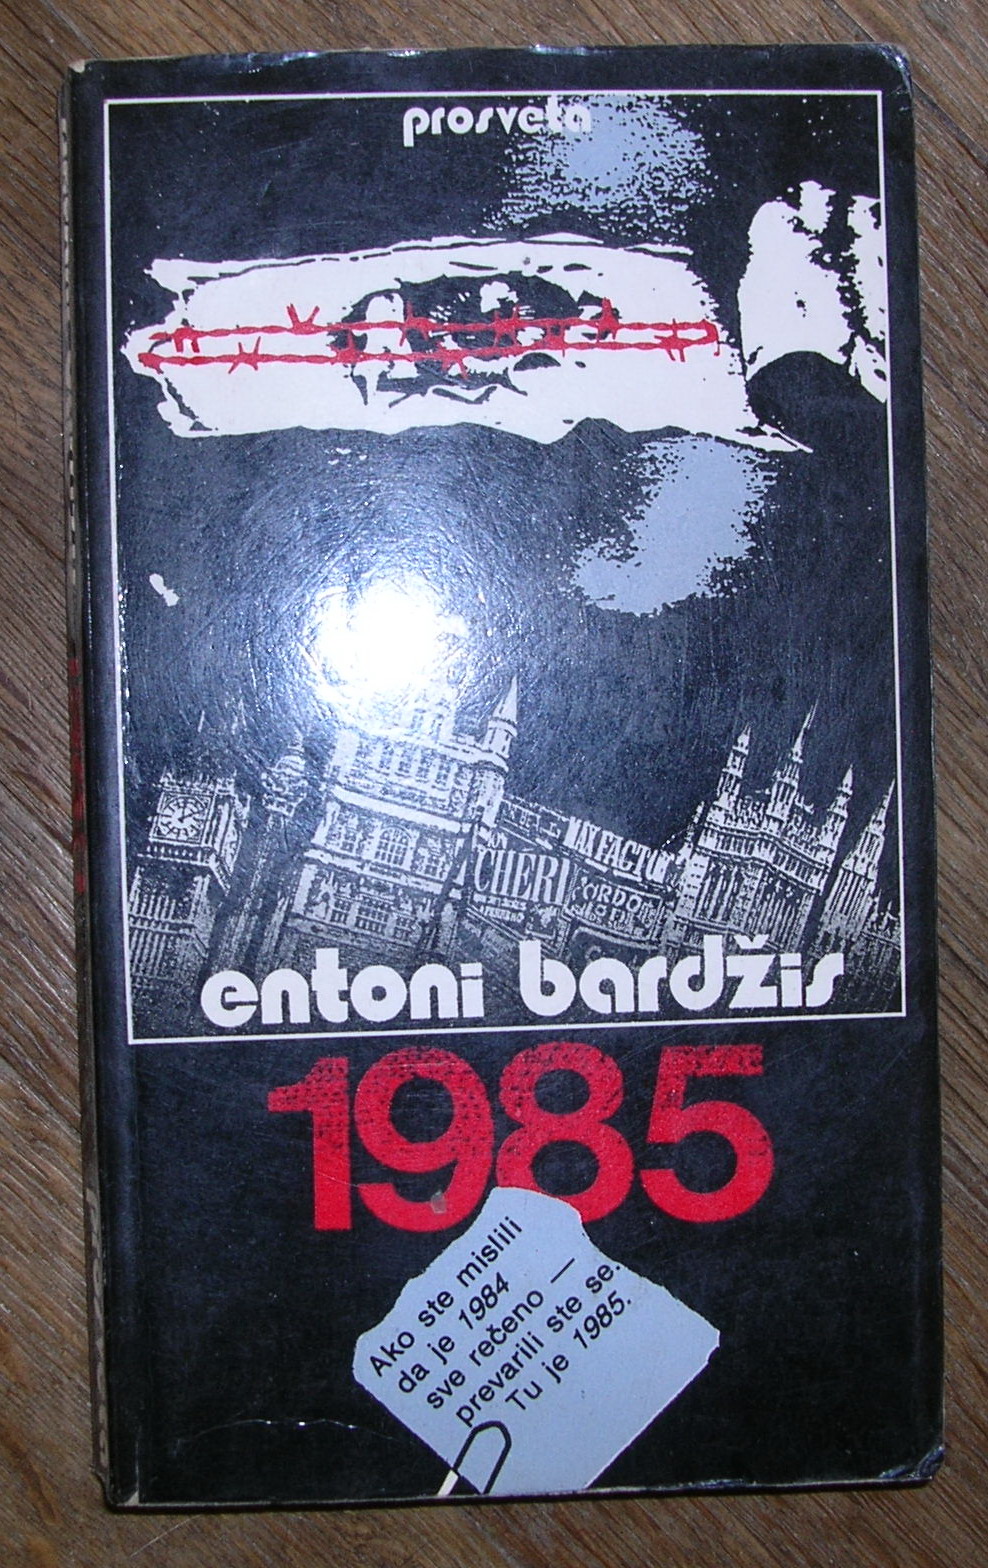 prosveta
CHERI
entoni bardžis
1985
Ako ste mislili
da je 1984
sve rečeno —
prevarili ste se.
Tu je 1985.